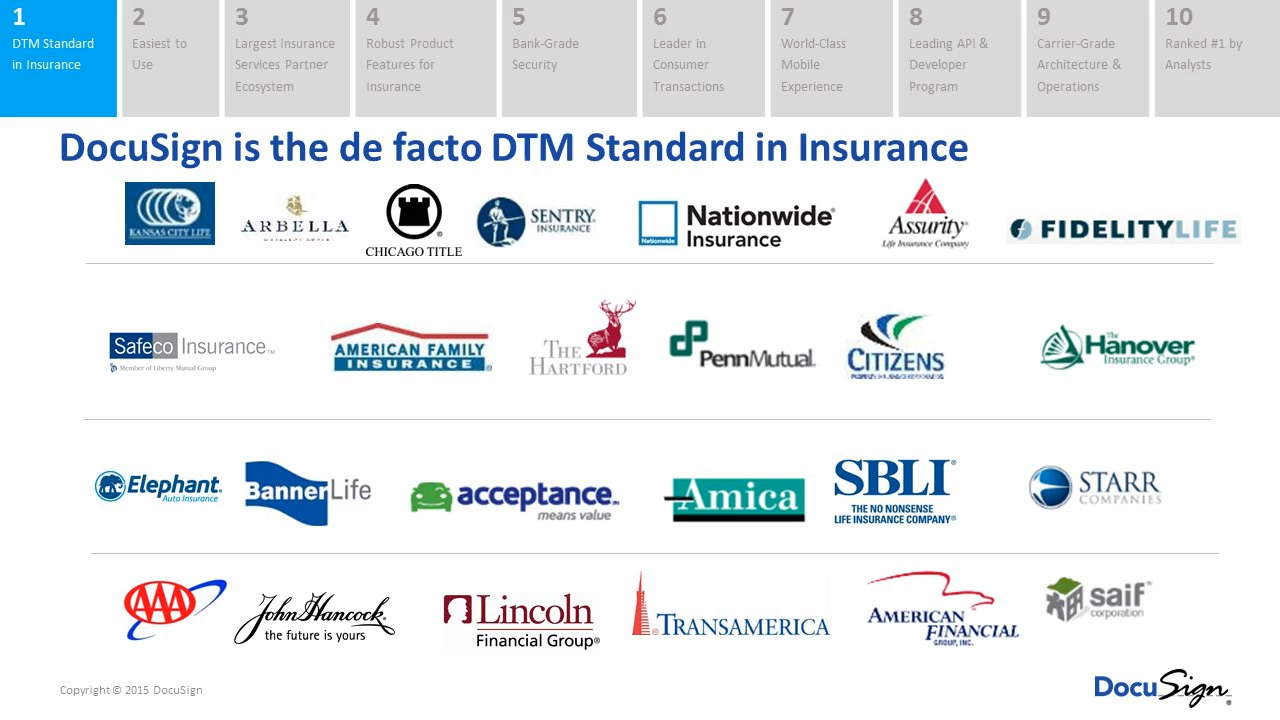 1
DTM Standard
in Insurance
2
Easiest to
Use
3
Largest Insurance
Services Partner
Ecosystem
4
Robust Product
Features for
Insurance
5
Bank-Grade
Security
6
Leader in
Consumer
Transactions
7
World-Class
Mobile
Experience
8
Leading API &
Developer
Program
9
Carrier-Grade
Architecture &
Operations
10
Ranked #1 by
Analysts
DocuSign is the de facto DTM Standard in Insurance
KANSAS CITY LIFE
ARBELLA
CHICAGO TITLE
SENTRY
INSURANCE
Nationwide®
Insurance
Nationwide
Assurity®
Life Insurance Company
FIDELITYLIFE
Safeco Insurance™
Member of Liberty Mutual Group
AMERICAN FAMILY
INSURANCE®
THE
HARTFORD
PennMutual®
CITIZENS
PROPERTY INSURANCE CORPORATION
The
Hanover
Insurance Group®
Elephant®
Auto Insurance
BannerLife
acceptance™
means value
Amica
SBLI®
THE NO NONSENSE
LIFE INSURANCE COMPANY®
STARR
COMPANIES
AAA
John Hancock®
the future is yours
Lincoln
Financial Group®
TRANSAMERICA
AMERICAN
FINANCIAL
GROUP, INC.
saif
corporation
Copyright © 2015 DocuSign
DocuSign®